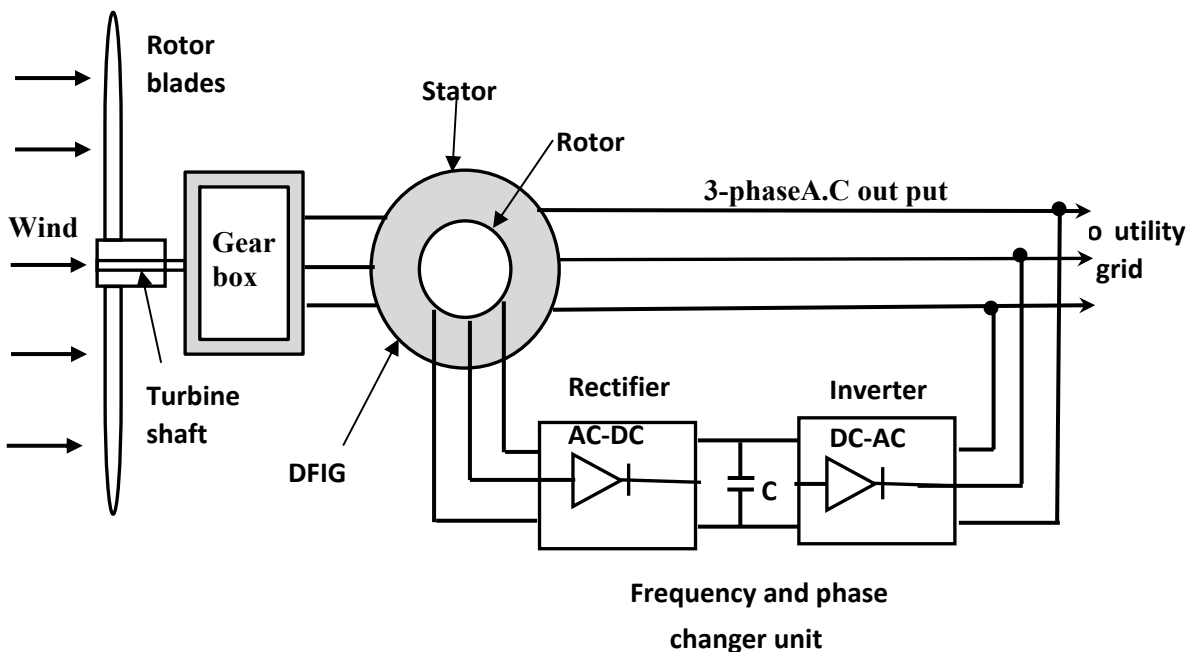 Rotor
blades
Stator
Rotor
3-phaseA.C out put
Wind
Gear
box
o utility
grid
Turbine
shaft
DFIG
Rectifier
Inverter
AC-DC
DC-AC
C
Frequency and phase
changer unit